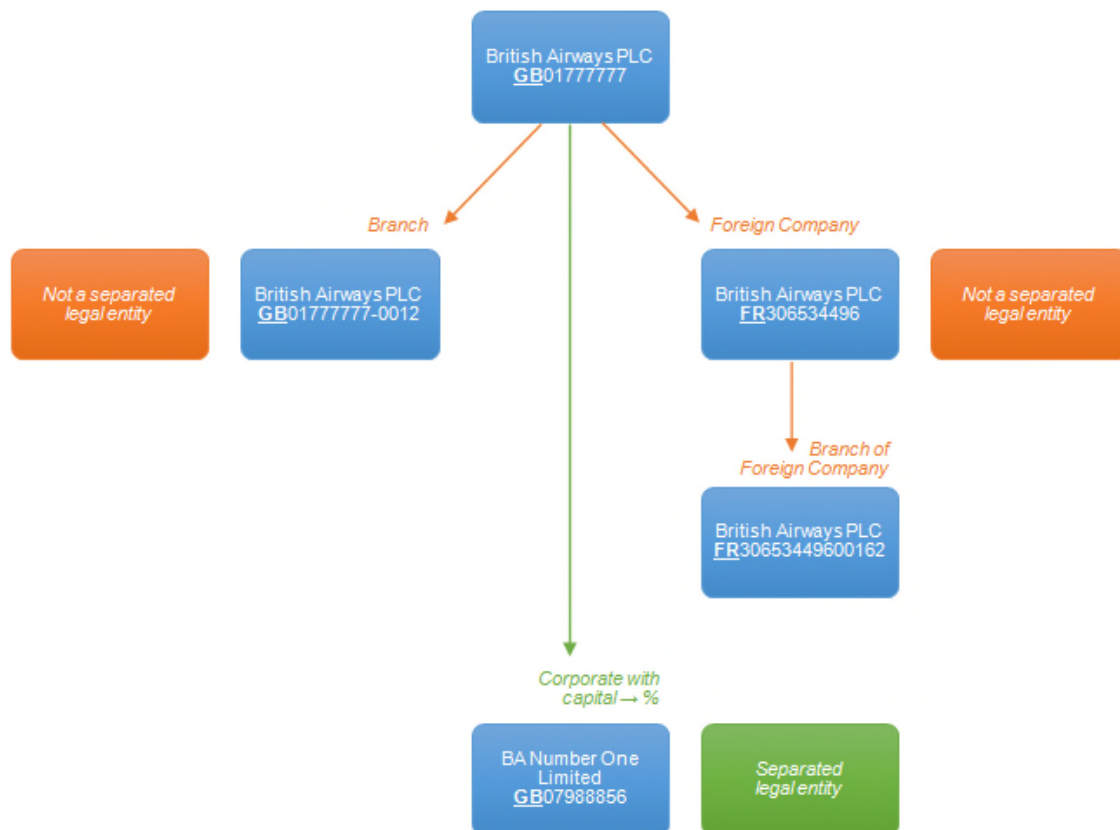 British Airways PLC
GB01777777
Branch
Foreign Company
Not a separated
legal entity
British Airways PLC
GB01777777-0012
British Airways PLC
FR306534496
Not a separated
legal entity
Branch of
Foreign Company
British Airways PLC
FR30653449600162
Corporate with
capital → %
BA Number One
Limited
GB07988856
Separated
legal entity